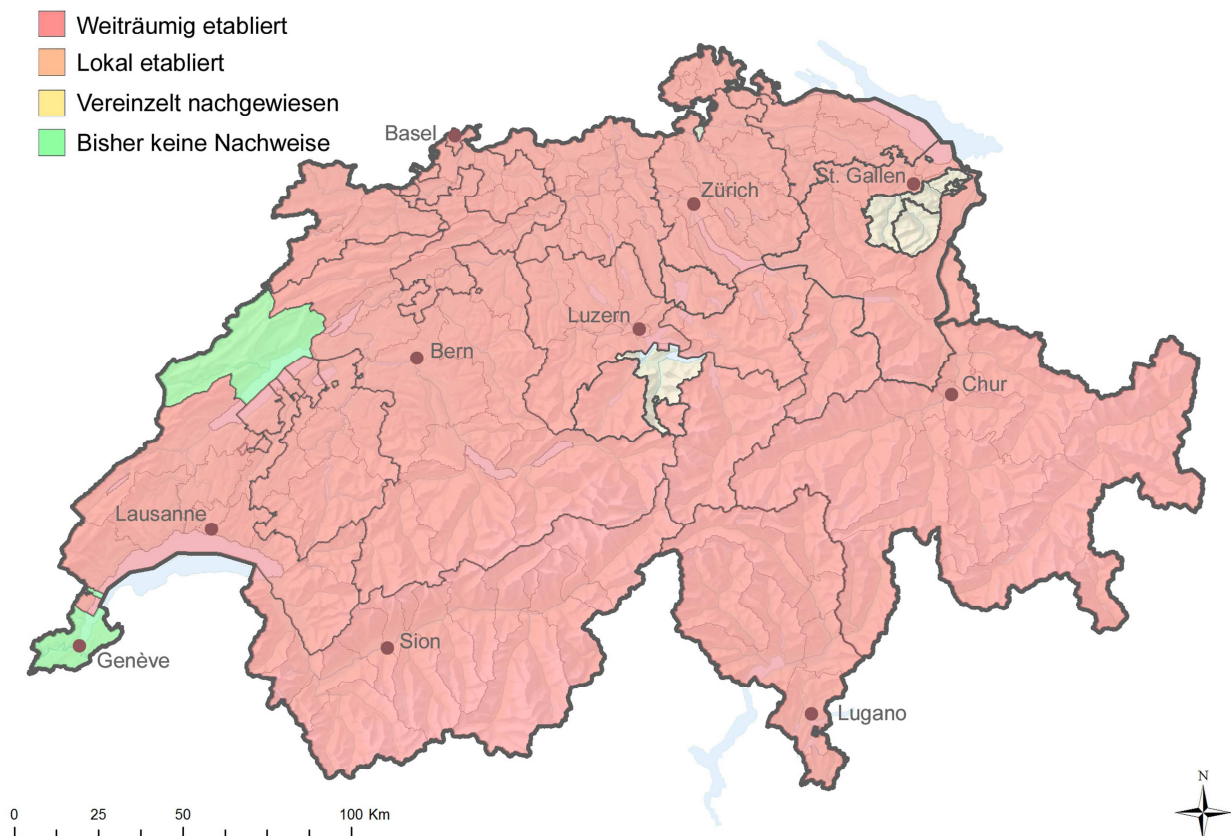 Weiträumig etabliert
Lokal etabliert
Vereinzelt nachgewiesen
Bisher keine Nachweise
Basel
Zürich
St. Gallen
Luzern
Bern
Chur
Lausanne
Sion
Genève
Lugano
N
0 25 50 100 Km